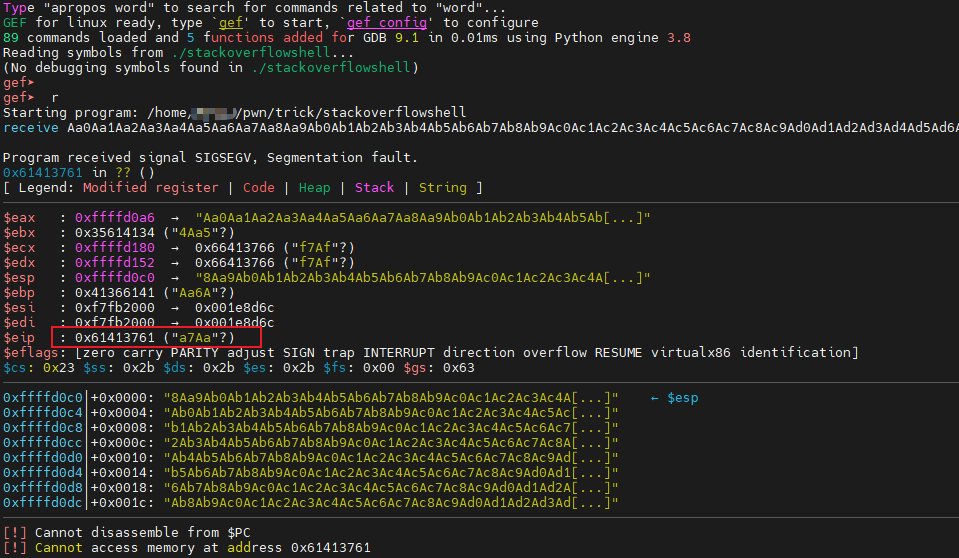 Type "apropos word" to search for commands related to "word"...
GEF for linux ready, type `gef' to start, `gef config' to configure
89 commands loaded and 5 functions added for GDB 9.1 in 0.01ms using Python engine 3.8
Reading symbols from ./stackoverflowshell...
(No debugging symbols found in ./stackoverflowshell)
gef➤
gef➤  r
Starting program: /home/ /pwn/trick/stackoverflowshell
receive Aa0Aa1Aa2Aa3Aa4Aa5Aa6Aa7Aa8Aa9Ab0Ab1Ab2Ab3Ab4Ab5Ab6Ab7Ab8Ab9Ac0Ac1Ac2Ac3Ac4Ac5Ac6Ac7Ac8Ac9Ad0Ad1Ad2Ad3Ad4Ad5Ad6A
Program received signal SIGSEGV, Segmentation fault.
0x61413761 in ?? ()
[ Legend: Modified register | Code | Heap | Stack | String ]
$eax   : 0xffffd0a6  →  "Aa0Aa1Aa2Aa3Aa4Aa5Aa6Aa7Aa8Aa9Ab0Ab1Ab2Ab3Ab4Ab5Ab[...]"
$ebx   : 0x35614134 ("4Aa5"?)
$ecx   : 0xffffd180  →  0x66413766 ("f7Af"?)
$edx   : 0xffffd152  →  0x66413766 ("f7Af"?)
$esp   : 0xffffd0c0  →  "8Aa9Ab0Ab1Ab2Ab3Ab4Ab5Ab6Ab7Ab8Ab9Ac0Ac1Ac2Ac3Ac4A[...]"
$ebp   : 0x41366141 ("Aa6A"?)
$esi   : 0xf7fb2000  →  0x001e8d6c
$edi   : 0xf7fb2000  →  0x001e8d6c
$eip   : 0x61413761 ("a7Aa"?)
$eflags: [zero carry PARITY adjust SIGN trap INTERRUPT direction overflow RESUME virtualx86 identification]
$cs: 0x23 $ss: 0x2b $ds: 0x2b $es: 0x2b $fs: 0x00 $gs: 0x63
0xffffd0c0│+0x0000: "8Aa9Ab0Ab1Ab2Ab3Ab4Ab5Ab6Ab7Ab8Ab9Ac0Ac1Ac2Ac3Ac4A[...]"    ← $esp
0xffffd0c4│+0x0004: "Ab0Ab1Ab2Ab3Ab4Ab5Ab6Ab7Ab8Ab9Ac0Ac1Ac2Ac3Ac4Ac5Ac[...]"
0xffffd0c8│+0x0008: "b1Ab2Ab3Ab4Ab5Ab6Ab7Ab8Ab9Ac0Ac1Ac2Ac3Ac4Ac5Ac6Ac7[...]"
0xffffd0cc│+0x000c: "2Ab3Ab4Ab5Ab6Ab7Ab8Ab9Ac0Ac1Ac2Ac3Ac4Ac5Ac6Ac7Ac8A[...]"
0xffffd0d0│+0x0010: "Ab4Ab5Ab6Ab7Ab8Ab9Ac0Ac1Ac2Ac3Ac4Ac5Ac6Ac7Ac8Ac9Ad[...]"
0xffffd0d4│+0x0014: "b5Ab6Ab7Ab8Ab9Ac0Ac1Ac2Ac3Ac4Ac5Ac6Ac7Ac8Ac9Ad0Ad1[...]"
0xffffd0d8│+0x0018: "6Ab7Ab8Ab9Ac0Ac1Ac2Ac3Ac4Ac5Ac6Ac7Ac8Ac9Ad0Ad1Ad2A[...]"
0xffffd0dc│+0x001c: "Ab8Ab9Ac0Ac1Ac2Ac3Ac4Ac5Ac6Ac7Ac8Ac9Ad0Ad1Ad2Ad3Ad[...]"
[!] Cannot disassemble from $PC
[!] Cannot access memory at address 0x61413761